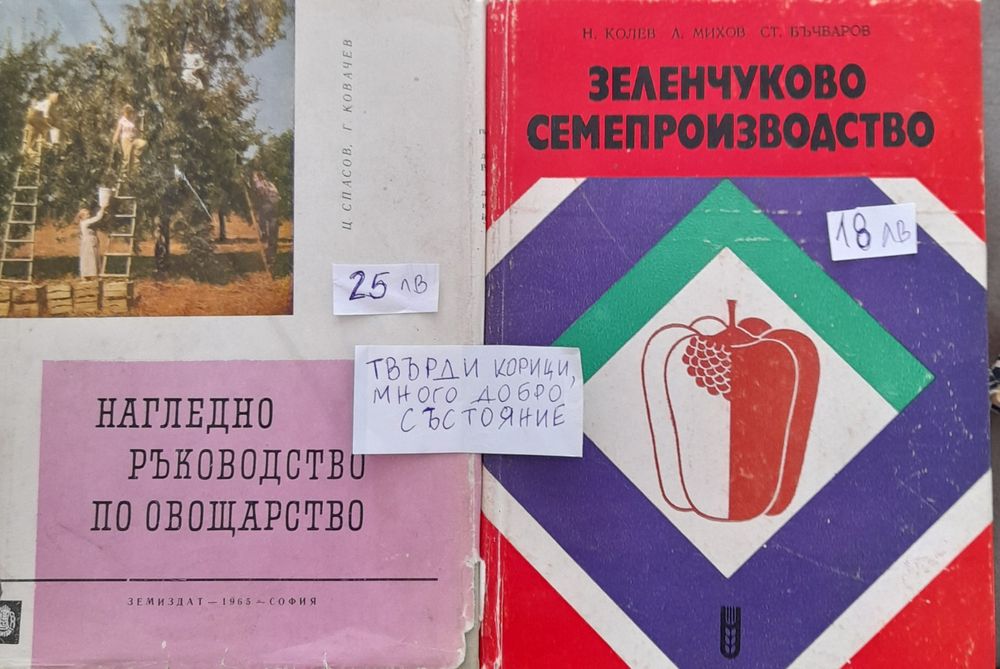 Ц. СПАСОВ, Г. КОВАЧЕВ
25 ЛВ
НАГЛЕДНО
РЪКОВОДСТВО
ПО ОВОЩАРСТВО
ЗЕМИЗДАТ — 1965 — СОФИЯ
ТВЪРДИ КОРИЦИ,
МНОГО ДОБРО
СЪСТОЯНИЕ
Н. КОЛЕВ Л. МИХОВ СТ. БЪЧВАРОВ
ЗЕЛЕНЧУКОВО
СЕМЕПРОИЗВОДСТВО
18 ЛВ